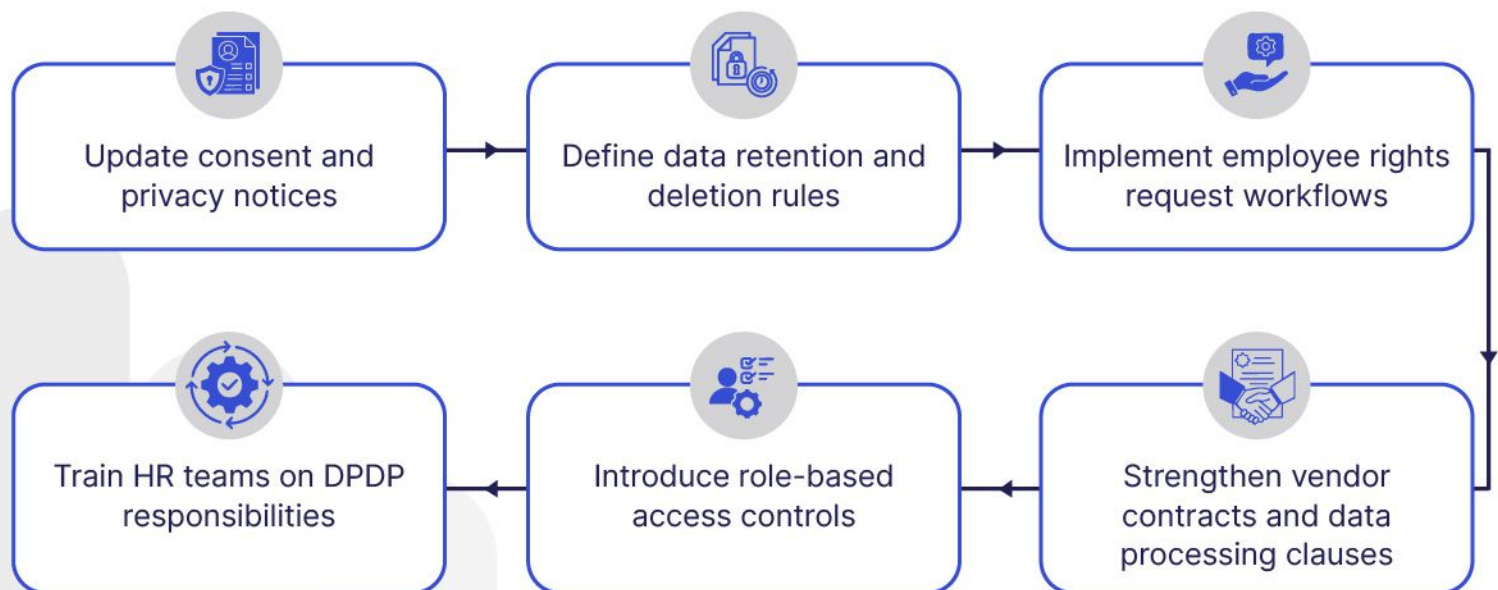 Update consent and
privacy notices
Define data retention and
deletion rules
Implement employee rights
request workflows
Strengthen vendor
contracts and data
processing clauses
Introduce role-based
access controls
Train HR teams on DPDP
responsibilities